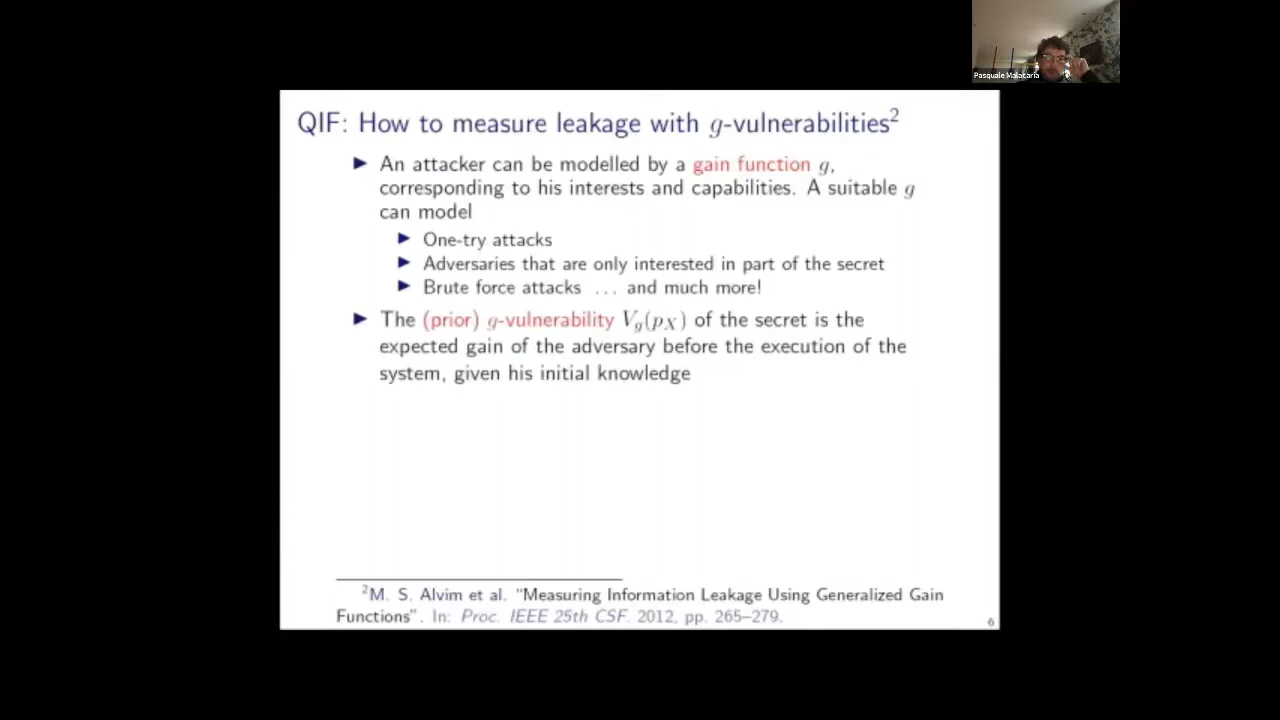 Pasquale Malacaria
QIF: How to measure leakage with g-vulnerabilities²
▶ An attacker can be modelled by a gain function g,
corresponding to his interests and capabilities. A suitable g
can model
▶ One-try attacks
▶ Adversaries that are only interested in part of the secret
▶ Brute force attacks ... and much more!
▶ The (prior) g-vulnerability V_g(p_X) of the secret is the
expected gain of the adversary before the execution of the
system, given his initial knowledge
²M. S. Alvim et al. “Measuring Information Leakage Using Generalized Gain
Functions”. In: Proc. IEEE 25th CSF. 2012, pp. 265–279.
6